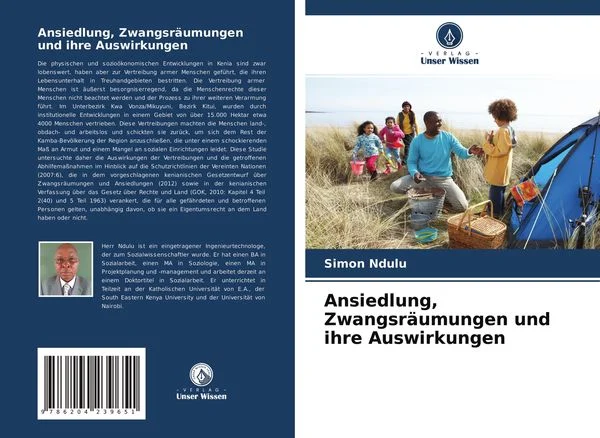 Ansiedlung, Zwangsräumungen
und ihre Auswirkungen
Die physischen und sozioökonomischen Entwicklungen in Kenia sind zwar
lobenswert, haben aber zur Vertreibung armer Menschen geführt, die ihren
Lebensunterhalt in Treuhandgebieten bestritten. Die Vertreibung armer
Menschen ist äußerst besorgniserregend, da die Menschenrechte dieser
Menschen nicht beachtet werden und der Prozess zu ihrer weiteren Verarmung
führt. Im Unterbezirk Kwa Vonza/Mikuyuni, Bezirk Kitui, wurden durch
institutionelle Entwicklungen in einem Gebiet von über 15.000 Hektar etwa
4000 Menschen vertrieben. Diese Vertreibungen machten die Menschen land-,
obdach- und arbeitslos und schickten sie zurück, um sich dem Rest der
Kamba-Bevölkerung der Region anzuschließen, die unter einem schockierenden
Maß an Armut und einem Mangel an sozialen Einrichtungen leidet. Diese Studie
untersuchte daher die Auswirkungen der Vertreibungen und die getroffenen
Abhilfemaßnahmen im Hinblick auf die Schutzrichtlinien der Vereinten Nationen
(2007:6), die in dem vorgeschlagenen kenianischen Gesetzentwurf über
Zwangsräumungen und Ansiedlungen (2012) sowie in der kenianischen
Verfassung über das Gesetz über Rechte und Land (GOK, 2010: Kapitel 4 Teil
2(40) und 5 Teil 1963) verankert, die für alle gefährdeten und betroffenen
Personen gelten, unabhängig davon, ob sie ein Eigentumsrecht an dem Land
haben oder nicht.
Herr Ndulu ist ein eingetragener Ingenieurtechnologe,
der zum Sozialwissenschaftler wurde. Er hat einen BA in
Sozialarbeit, einen MA in Soziologie, einen MA in
Projektplanung und -management und arbeitet derzeit an
einem Doktortitel in Sozialarbeit. Er unterrichtet in
Teilzeit an der Katholischen Universität von E.A., der
South Eastern Kenya University und der Universität von
Nairobi.
9 786204 239651
VERLAG
Unser Wissen
VERLAG
Unser Wissen
Simon Ndulu
Ansiedlung,
Zwangsräumungen und
ihre Auswirkungen